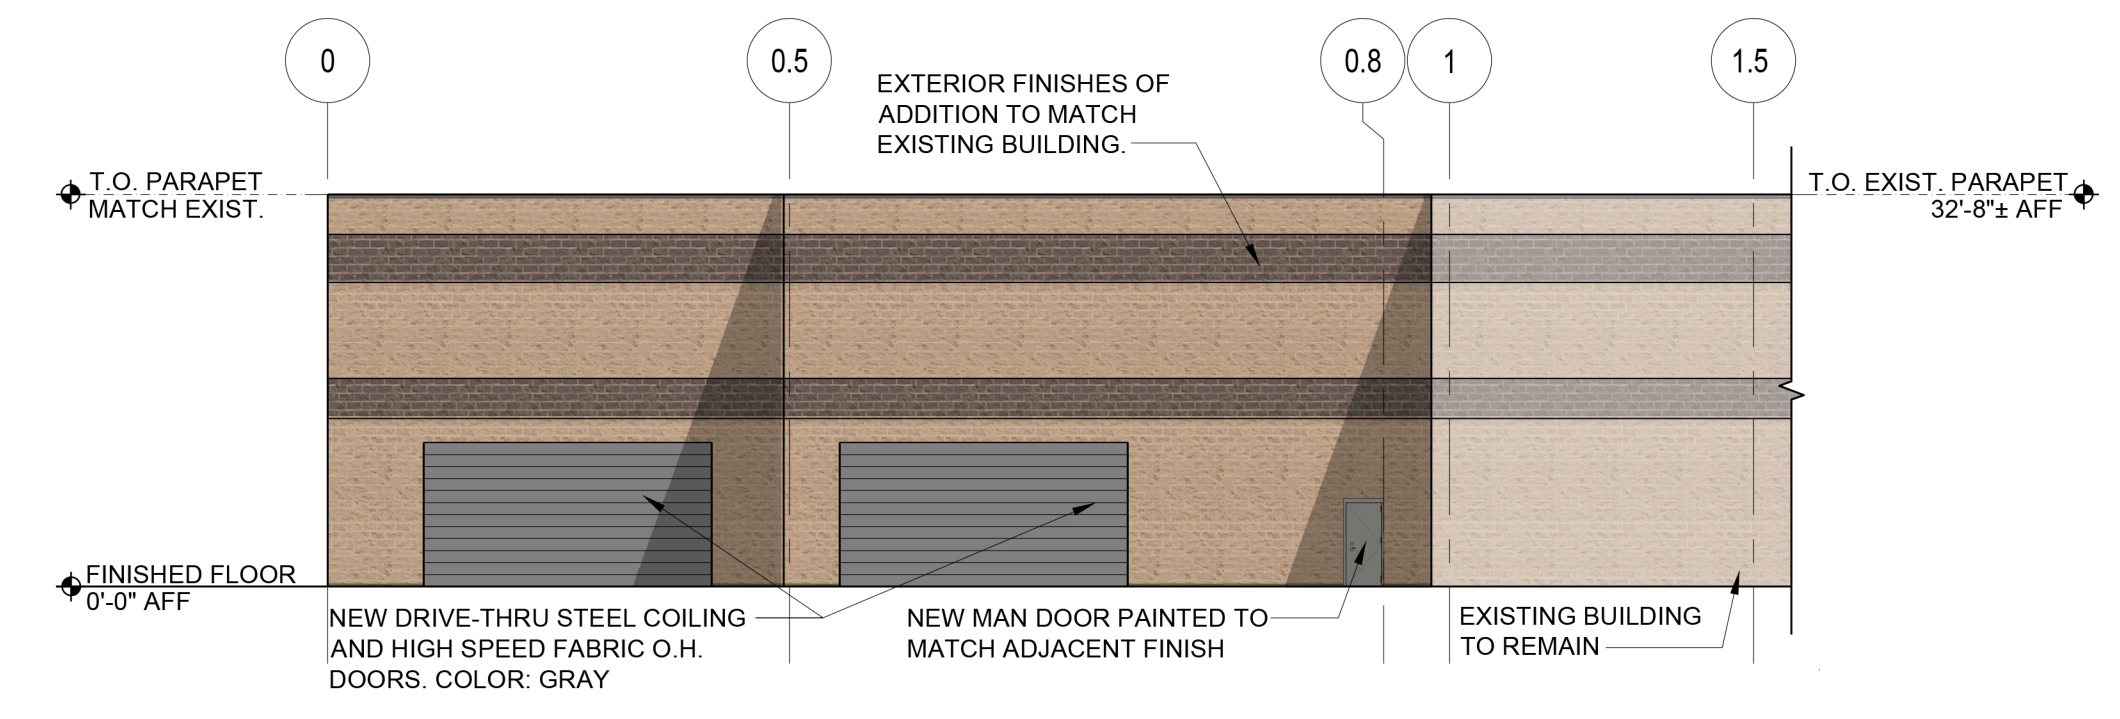 0
0.5
0.8
1
1.5
EXTERIOR FINISHES OF
ADDITION TO MATCH
EXISTING BUILDING.
T.O. PARAPET
MATCH EXIST.
T.O. EXIST. PARAPET
32'-8"± AFF
FINISHED FLOOR
0'-0" AFF
NEW DRIVE-THRU STEEL COILING
AND HIGH SPEED FABRIC O.H.
DOORS. COLOR: GRAY
NEW MAN DOOR PAINTED TO
MATCH ADJACENT FINISH
EXISTING BUILDING
TO REMAIN